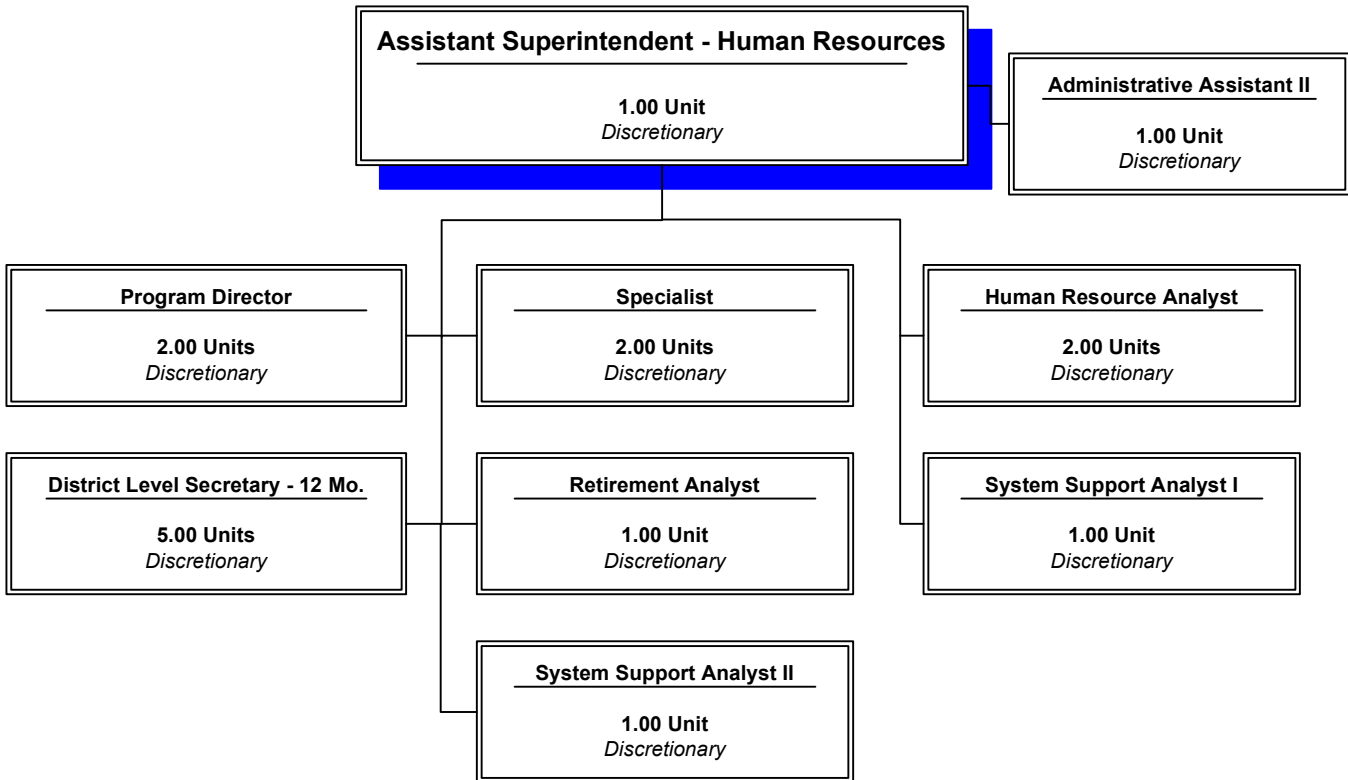 Assistant Superintendent - Human Resources
1.00 Unit
Discretionary
Administrative Assistant II
1.00 Unit
Discretionary
Program Director
2.00 Units
Discretionary
Specialist
2.00 Units
Discretionary
Human Resource Analyst
2.00 Units
Discretionary
District Level Secretary - 12 Mo.
5.00 Units
Discretionary
Retirement Analyst
1.00 Unit
Discretionary
System Support Analyst I
1.00 Unit
Discretionary
System Support Analyst II
1.00 Unit
Discretionary